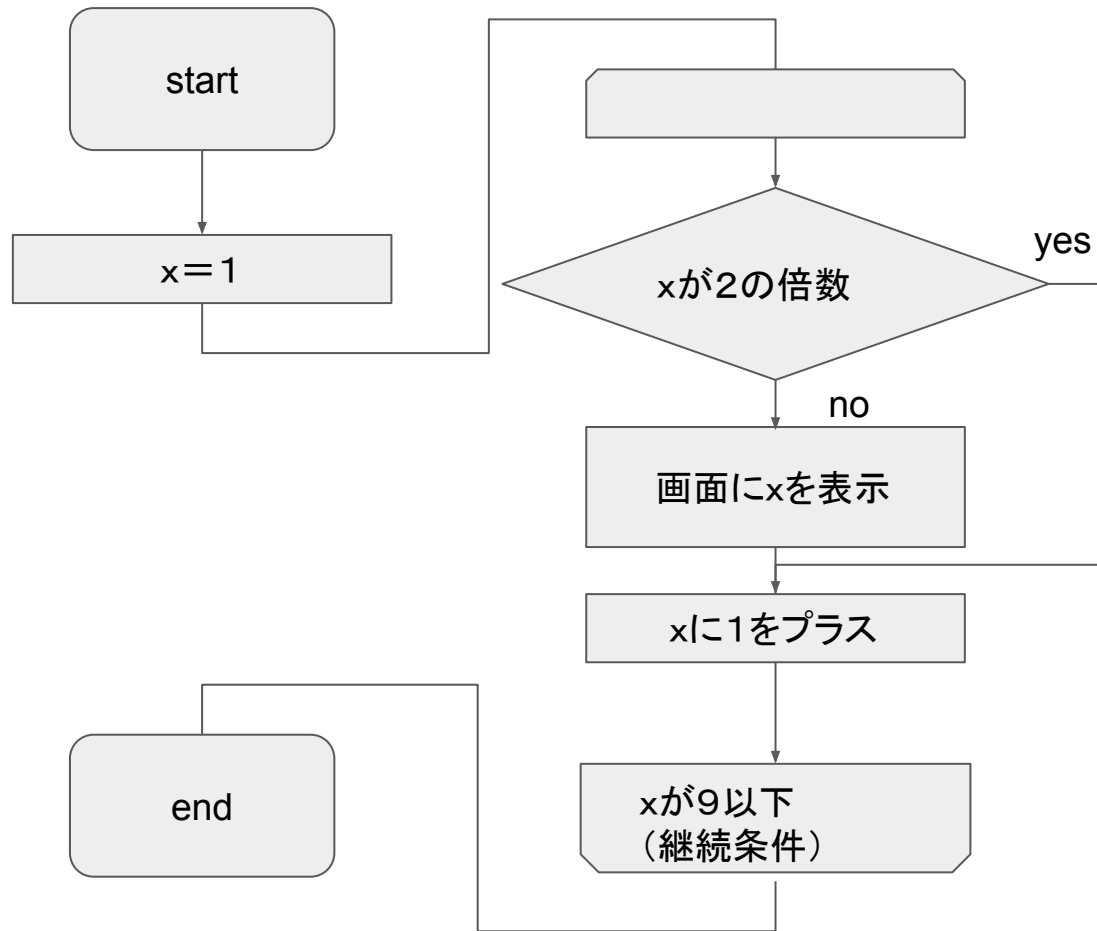 start
x＝１
xが２の倍数
yes
no
画面にxを表示
xに１をプラス
xが９以下
（継続条件）
end